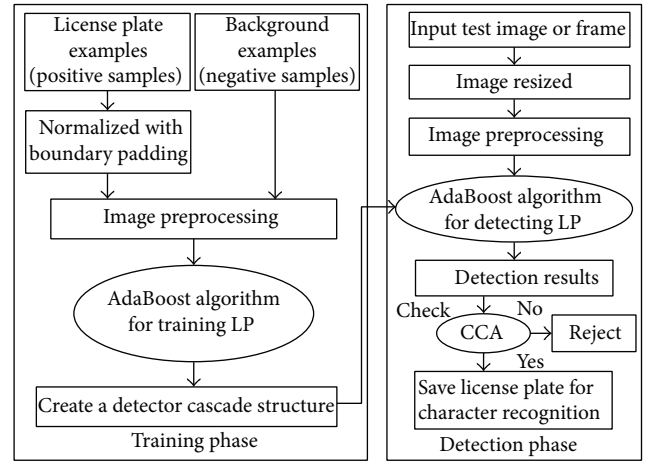 License plate
examples
(positive samples)
Background
examples
(negative samples)
Normalized with
boundary padding
Image preprocessing
AdaBoost algorithm
for training LP
Create a detector cascade structure
Training phase
Input test image or frame
Image resized
Image preprocessing
AdaBoost algorithm
for detecting LP
Detection results
Check
No
CCA
Reject
Yes
Save license plate for
character recognition
Detection phase